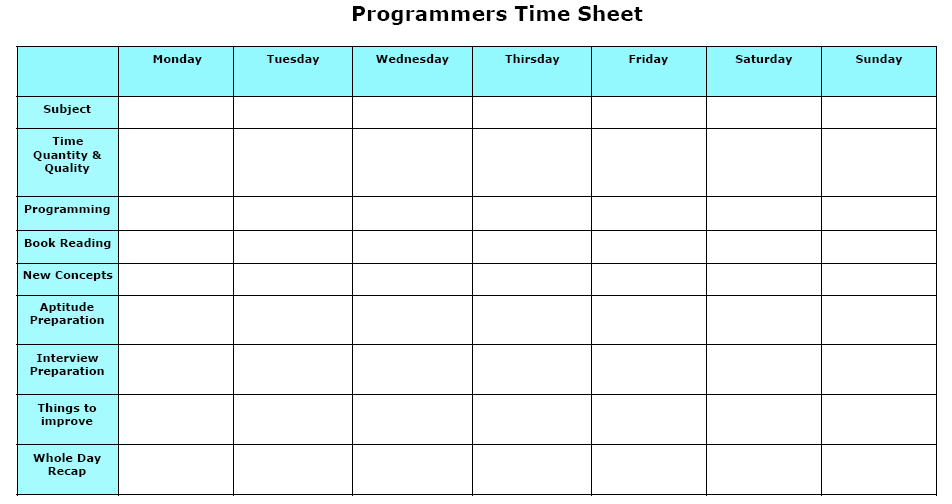 Programmers Time Sheet
Monday Tuesday Wednesday Thirsday Friday Saturday Sunday
Subject
Time
Quantity &
Quality
Programming
Book Reading
New Concepts
Aptitude
Preparation
Interview
Preparation
Things to
improve
Whole Day
Recap